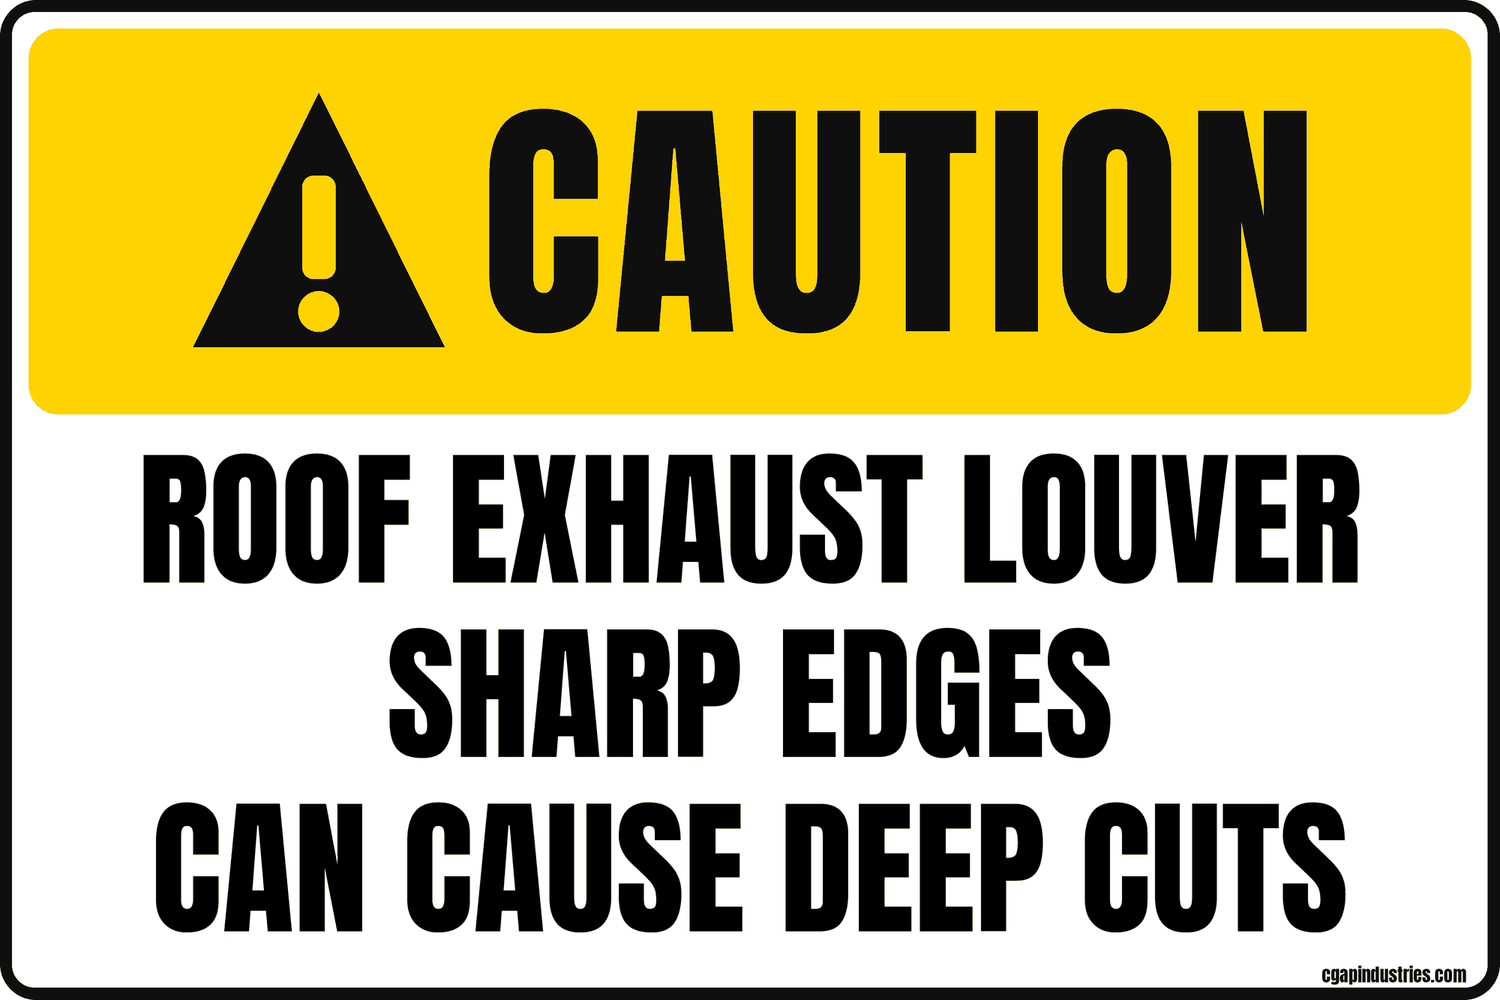 CAUTION
ROOF EXHAUST LOUVER
SHARP EDGES
CAN CAUSE DEEP CUTS
cgapindustries.com